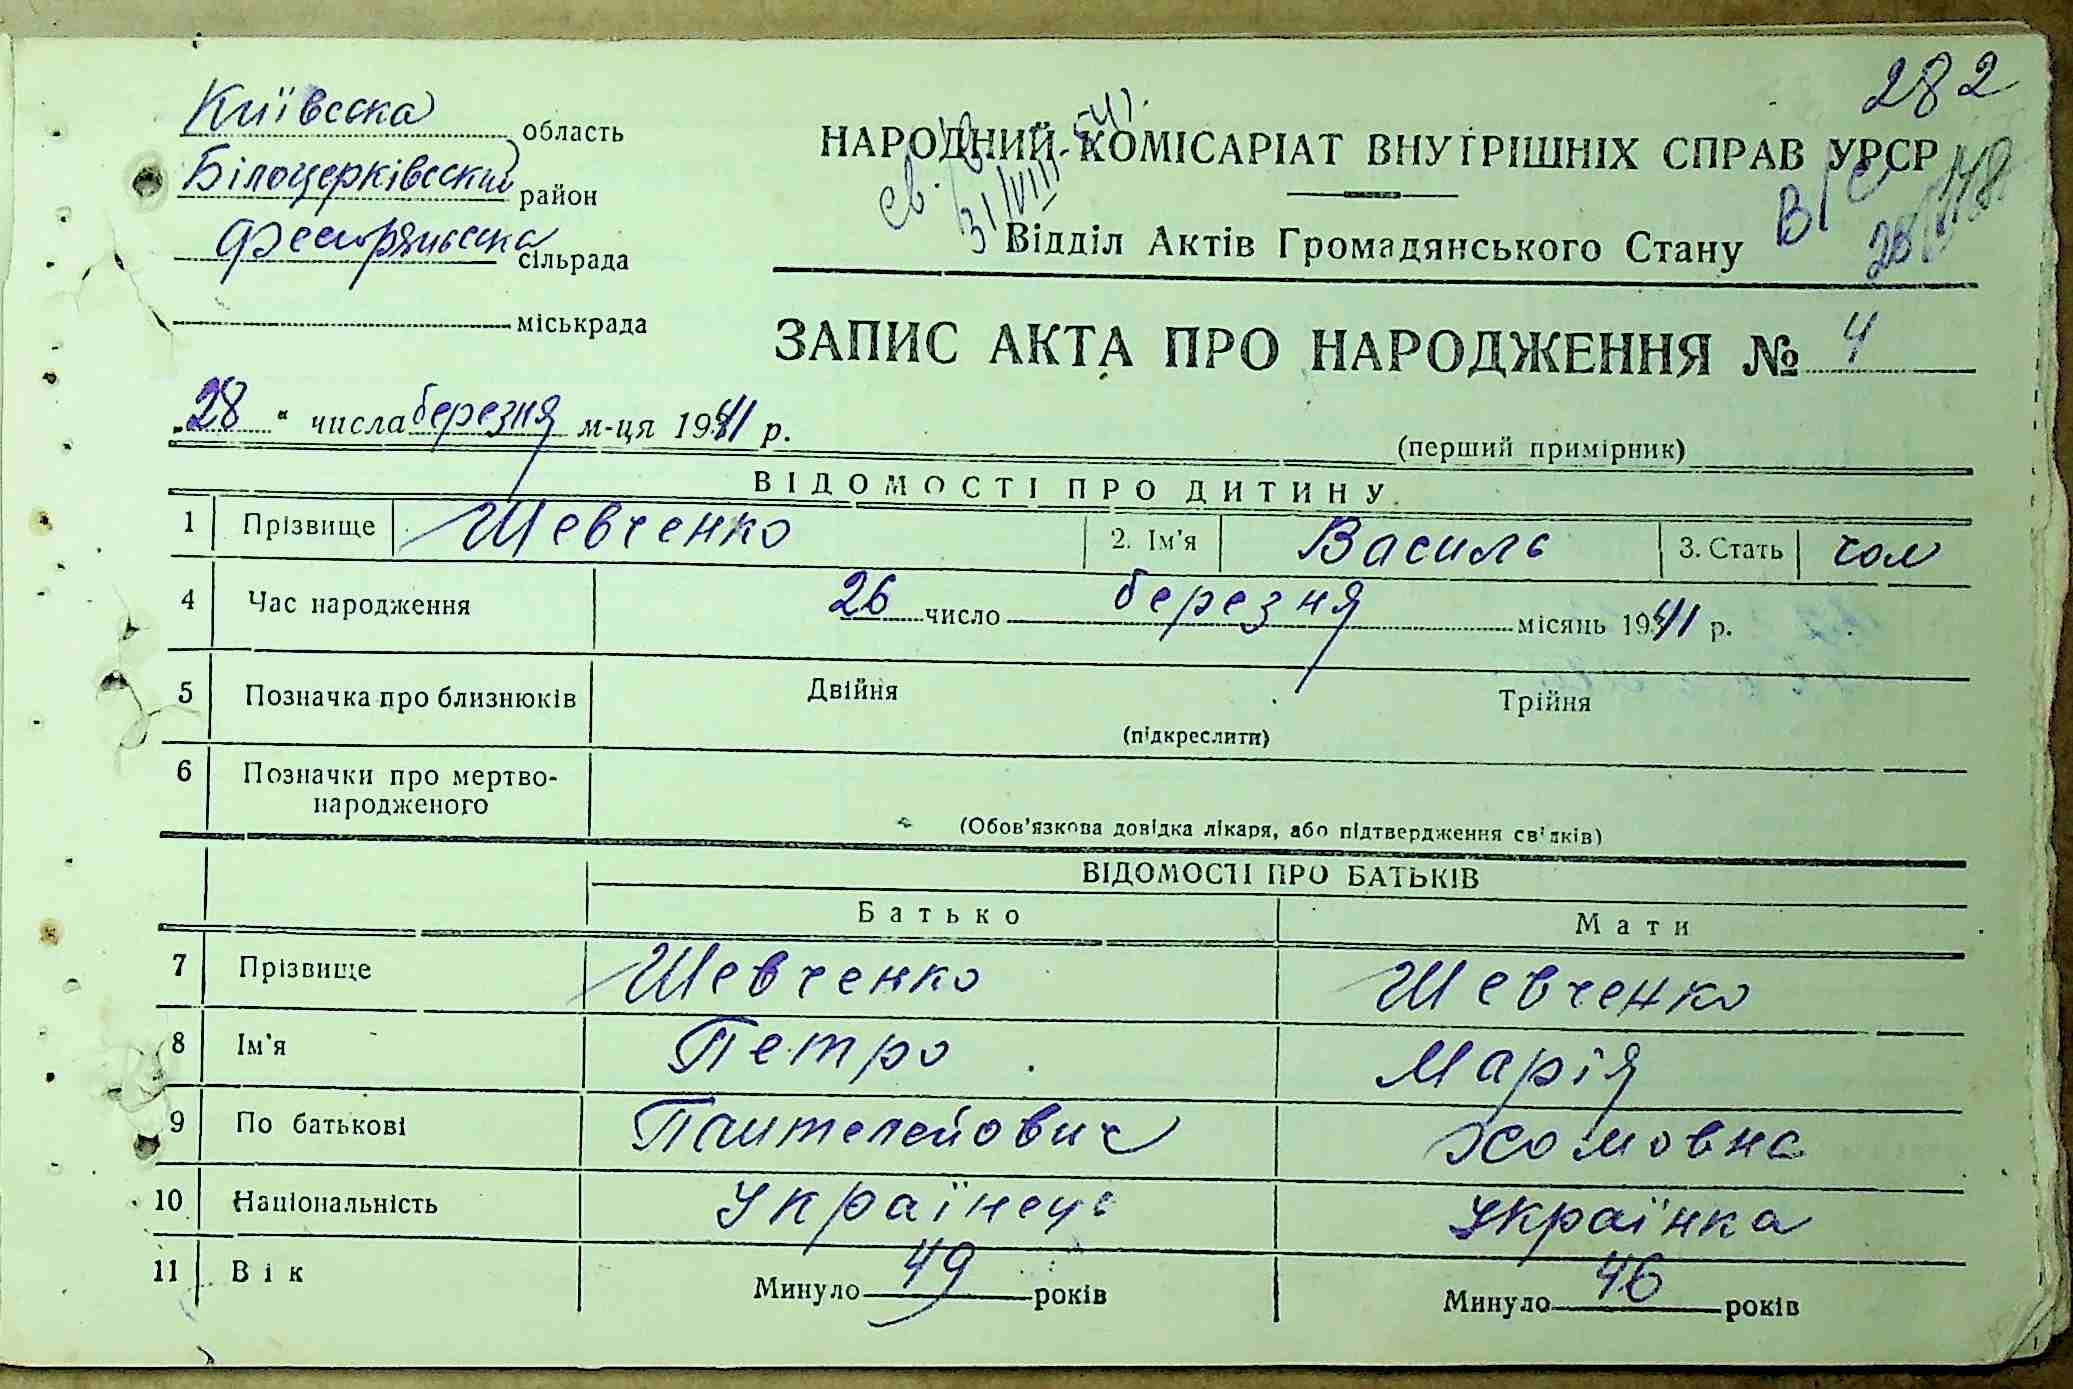 282
Київська область
Білоцерківський район
сільрада
міськрада
НАРОДНИЙ КОМІСАРІАТ ВНУТРІШНІХ СПРАВ УРСР
31/VIII-
Відділ Актів Громадянського Стану
ЗАПИС АКТА ПРО НАРОДЖЕННЯ № 4
„28“ числа березня м-ця 1941 р.
(перший примірник)
ВІДОМОСТІ ПРО ДИТИНУ
1 Прізвище Шевченко 2. Ім'я Василь 3. Стать чол
4 Час народження 26 число березня місянь 1941 р.
5 Позначка про близнюків Двійня Трійня
(підкреслити)
6 Позначки про мертво-
народженого
(Обов'язкова довідка лікаря, або підтвердження свідків)
ВІДОМОСТІ ПРО БАТЬКІВ
Батько Мати
7 Прізвище Шевченко Шевченко
8 Ім'я Петро Марія
9 По батькові Пантелейович Хомовна
10 Національність Українець Українка
11 Вік Минуло 49 років Минуло 46 років